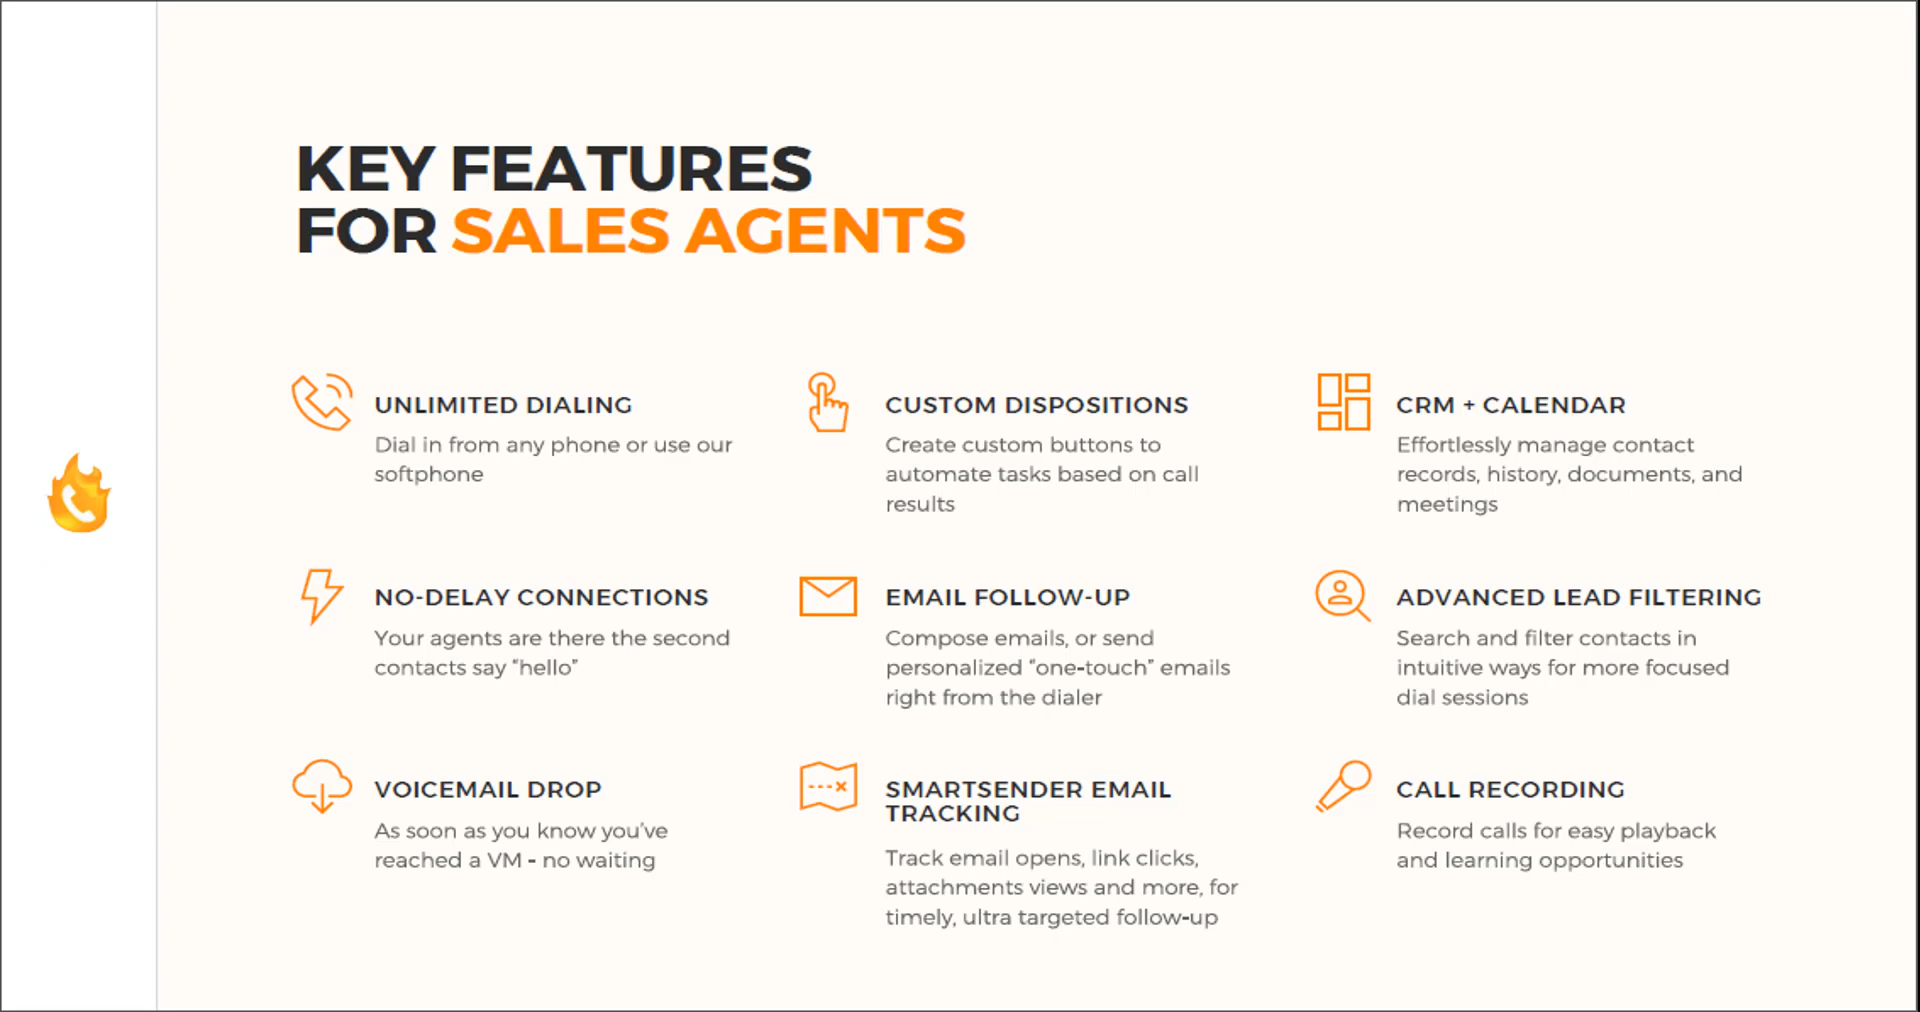 KEY FEATURES
FOR SALES AGENTS
UNLIMITED DIALING
Dial in from any phone or use our
softphone
CUSTOM DISPOSITIONS
Create custom buttons to
automate tasks based on call
results
CRM + CALENDAR
Effortlessly manage contact
records, history, documents, and
meetings
NO-DELAY CONNECTIONS
Your agents are there the second
contacts say “hello”
EMAIL FOLLOW-UP
Compose emails, or send
personalized “one-touch” emails
right from the dialer
ADVANCED LEAD FILTERING
Search and filter contacts in
intuitive ways for more focused
dial sessions
VOICEMAIL DROP
As soon as you know you’ve
reached a VM - no waiting
SMARTSENDER EMAIL
TRACKING
Track email opens, link clicks,
attachments views and more, for
timely, ultra targeted follow-up
CALL RECORDING
Record calls for easy playback
and learning opportunities